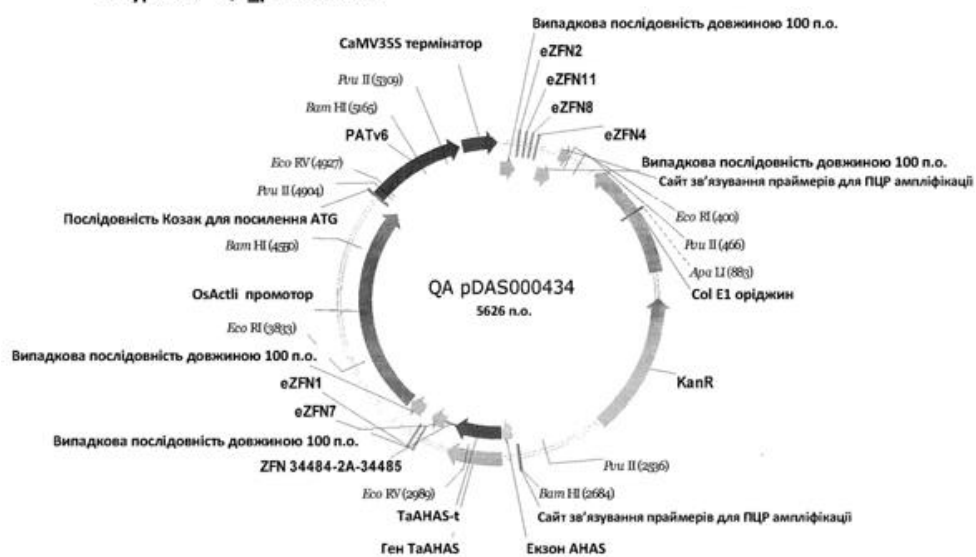 Випадкова послідовність довжиною 100 п.о.
CaMV35S термінатор
eZFN2
Pvu II (5309)
eZFN11
Bam HI (5165)
eZFN8
PATv6
eZFN4
Eco RV (4927)
Випадкова послідовність довжиною 100 п.о.
Pvu II (4904)
Сайт зв'язування праймерів для ПЦР ампліфікації
Послідовність Козак для посилення ATG
Eco RI (400)
Bam HI (4550)
Pvu II (466)
Apa LI (883)
QA pDAS000434
OsActIi промотор
Col E1 оріджин
5626 п.о.
Eco RI (3833)
Випадкова послідовність довжиною 100 п.о.
eZFN1
KanR
eZFN7
Випадкова послідовність довжиною 100 п.о.
ZFN 34484-2A-34485
Pvu II (2536)
Eco RV (2989)
Bam HI (2684)
TaAHAS-t
Сайт зв'язування праймерів для ПЦР ампліфікації
Ген TaAHAS
Екзон AHAS